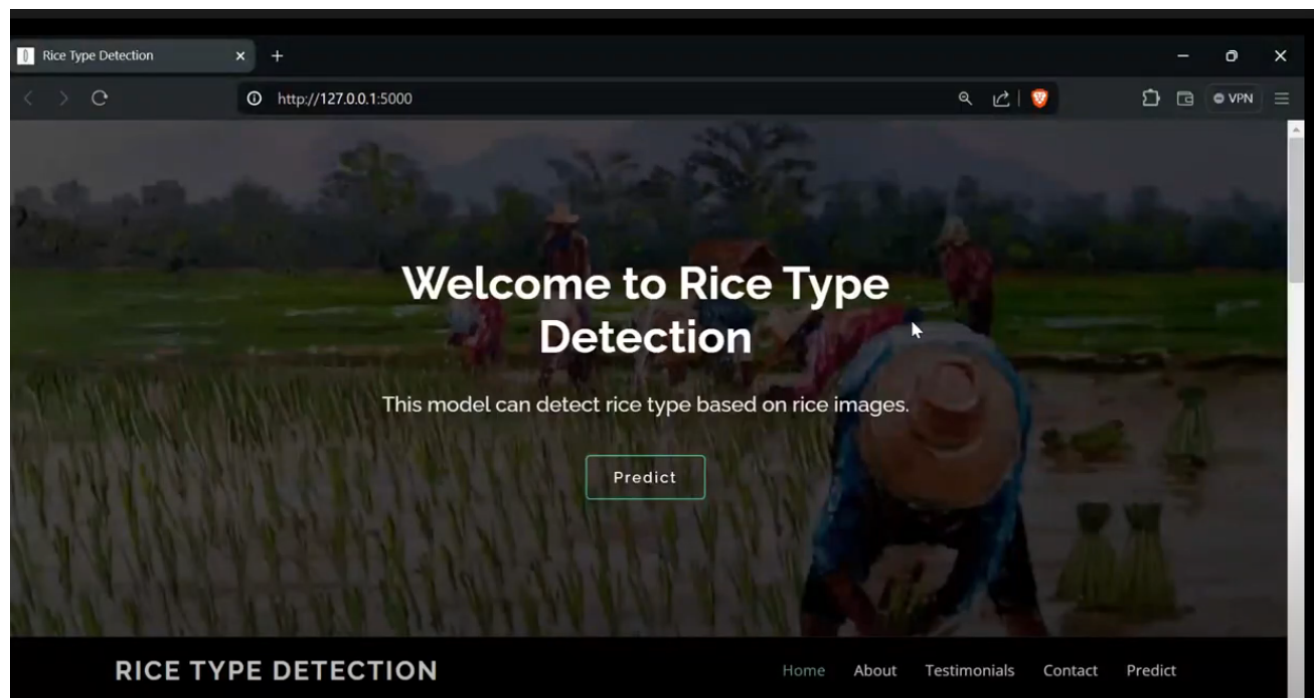 Rice Type Detection
http://127.0.0.1:5000
VPN
Welcome to Rice Type
Detection
This model can detect rice type based on rice images.
Predict
RICE TYPE DETECTION
Home About Testimonials Contact Predict